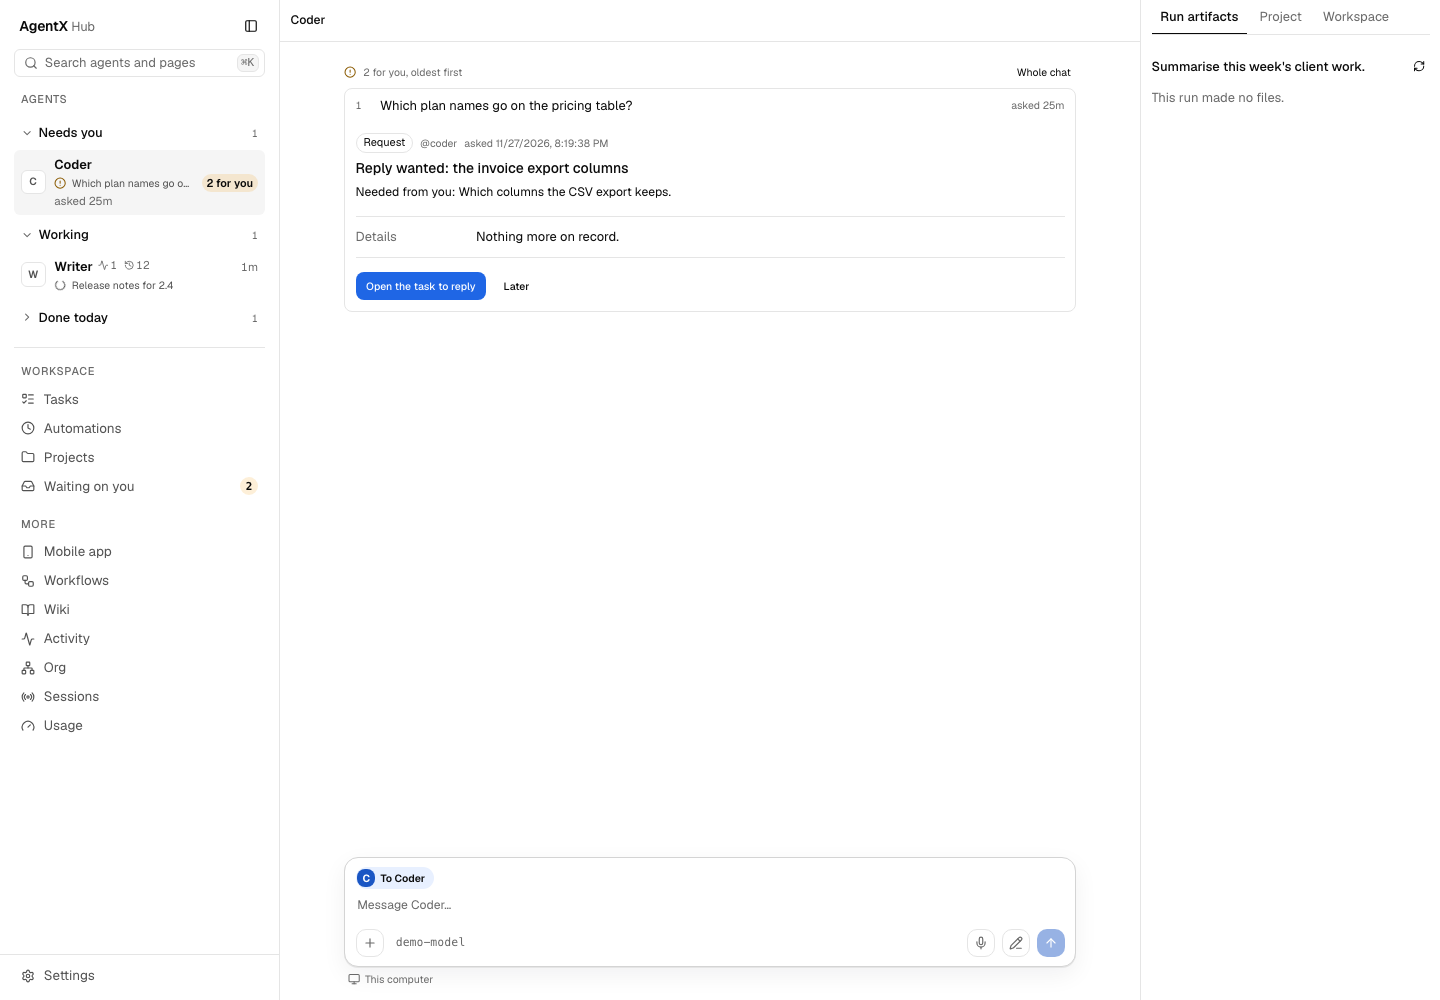 AgentX Hub
Search agents and pages ⌘K
AGENTS
Needs you 1
C
Coder
Which plan names go o... 2 for you
asked 25m
Working 1
W
Writer 1 12 1m
Release notes for 2.4
Done today 1
WORKSPACE
Tasks
Automations
Projects
Waiting on you 2
MORE
Mobile app
Workflows
Wiki
Activity
Org
Sessions
Usage
Settings
Coder
2 for you, oldest first Whole chat
1 Which plan names go on the pricing table? asked 25m
Request @coder asked 11/27/2026, 8:19:38 PM
Reply wanted: the invoice export columns
Needed from you: Which columns the CSV export keeps.
Details Nothing more on record.
Open the task to reply Later
C To Coder
Message Coder...
demo-model
This computer
Run artifacts Project Workspace
Summarise this week's client work.
This run made no files.